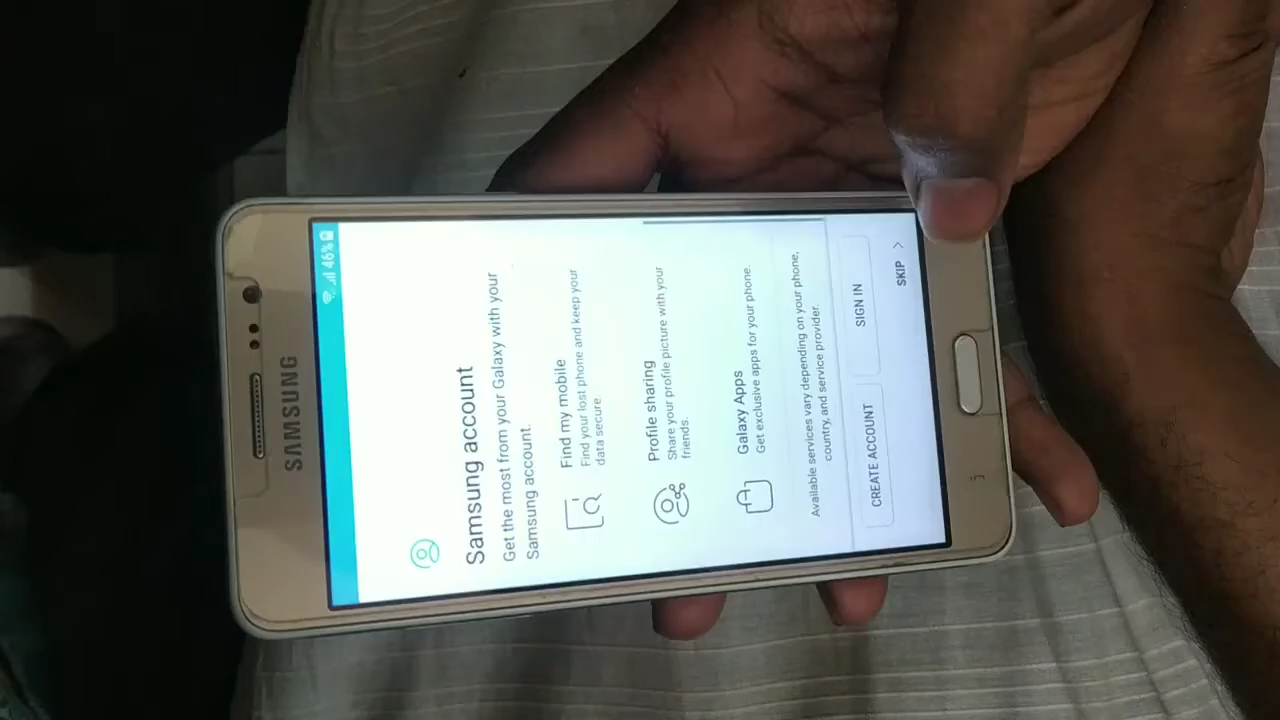 SAMSUNG
46%
Samsung account
Get the most from your Galaxy with your
Samsung account.
Find my mobile
Find your lost phone and keep your
data secure.
Profile sharing
Share your profile picture with your
friends.
Galaxy Apps
Get exclusive apps for your phone.
Available services vary depending on your phone,
country, and service provider.
CREATE ACCOUNT
SIGN IN
SKIP >